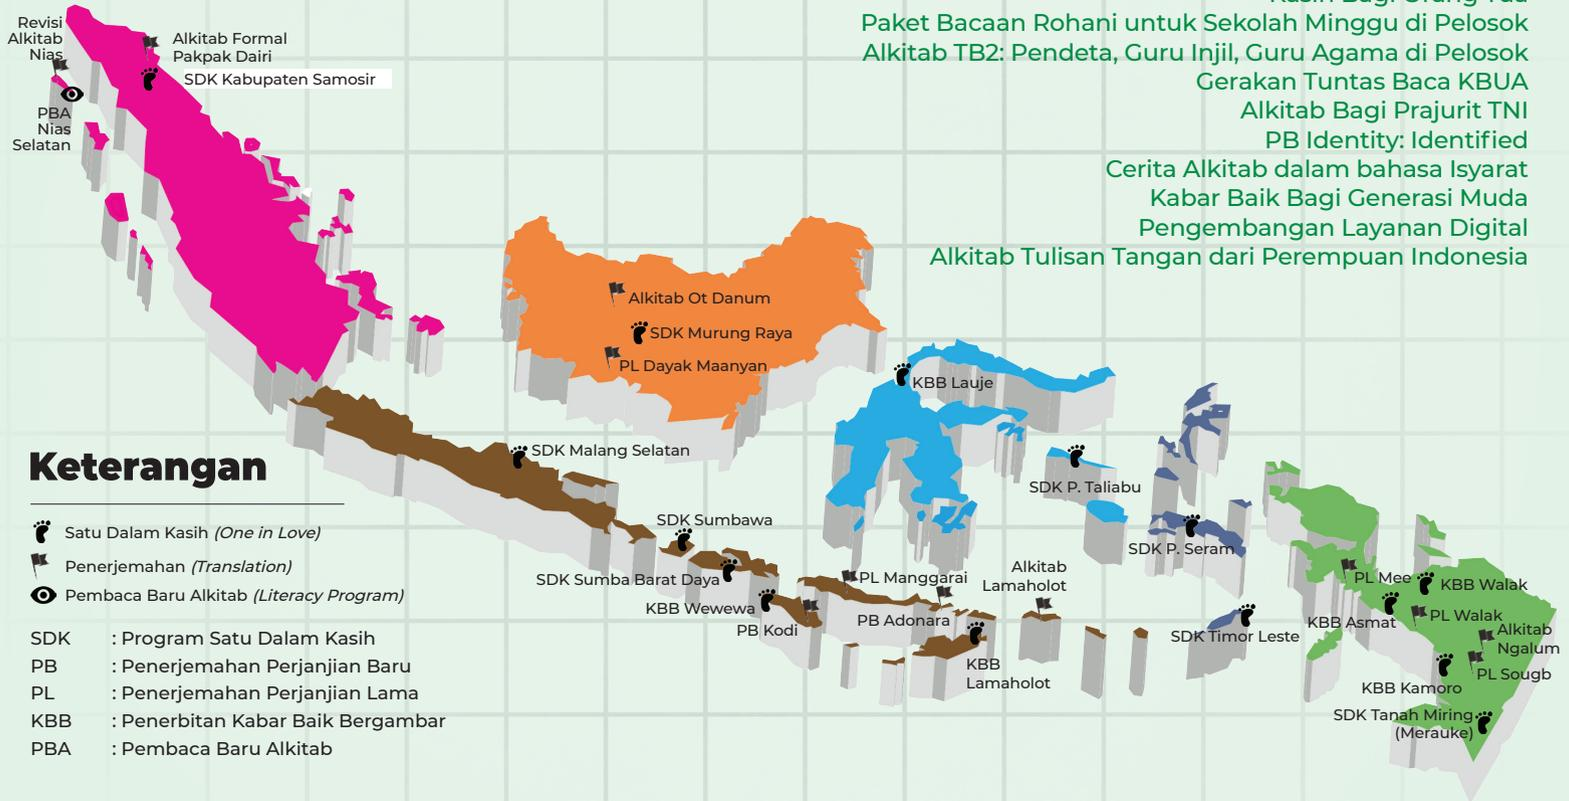 Paket Bacaan Rohani untuk Sekolah Minggu di Pelosok
Alkitab TB2: Pendeta, Guru Injil, Guru Agama di Pelosok
Gerakan Tuntas Baca KBUA
Alkitab Bagi Prajurit TNI
PB Identity: Identified
Cerita Alkitab dalam bahasa Isyarat
Kabar Baik Bagi Generasi Muda
Pengembangan Layanan Digital
Alkitab Tulisan Tangan dari Perempuan Indonesia
Revisi
Alkitab
Nias
Alkitab Formal
Pakpak Dairi
SDK Kabupaten Samosir
PBA
Nias
Selatan
Alkitab Ot Danum
SDK Murung Raya
PL Dayak Maanyan
KBB Lauje
SDK Malang Selatan
SDK P. Taliabu
SDK Sumbawa
SDK P. Seram
SDK Sumba Barat Daya
PL Manggarai
Alkitab
Lamaholot
KBB Wewewa
PB Kodi
PB Adonara
KBB
Lamaholot
SDK Timor Leste
PL Mee
KBB Walak
KBB Asmat
PL Walak
Alkitab
Ngalum
PL Sougb
KBB Kamoro
SDK Tanah Miring
(Merauke)
Keterangan
Satu Dalam Kasih (One in Love)
Penerjemahan (Translation)
Pembaca Baru Alkitab (Literacy Program)
SDK : Program Satu Dalam Kasih
PB : Penerjemahan Perjanjian Baru
PL : Penerjemahan Perjanjian Lama
KBB : Penerbitan Kabar Baik Bergambar
PBA : Pembaca Baru Alkitab